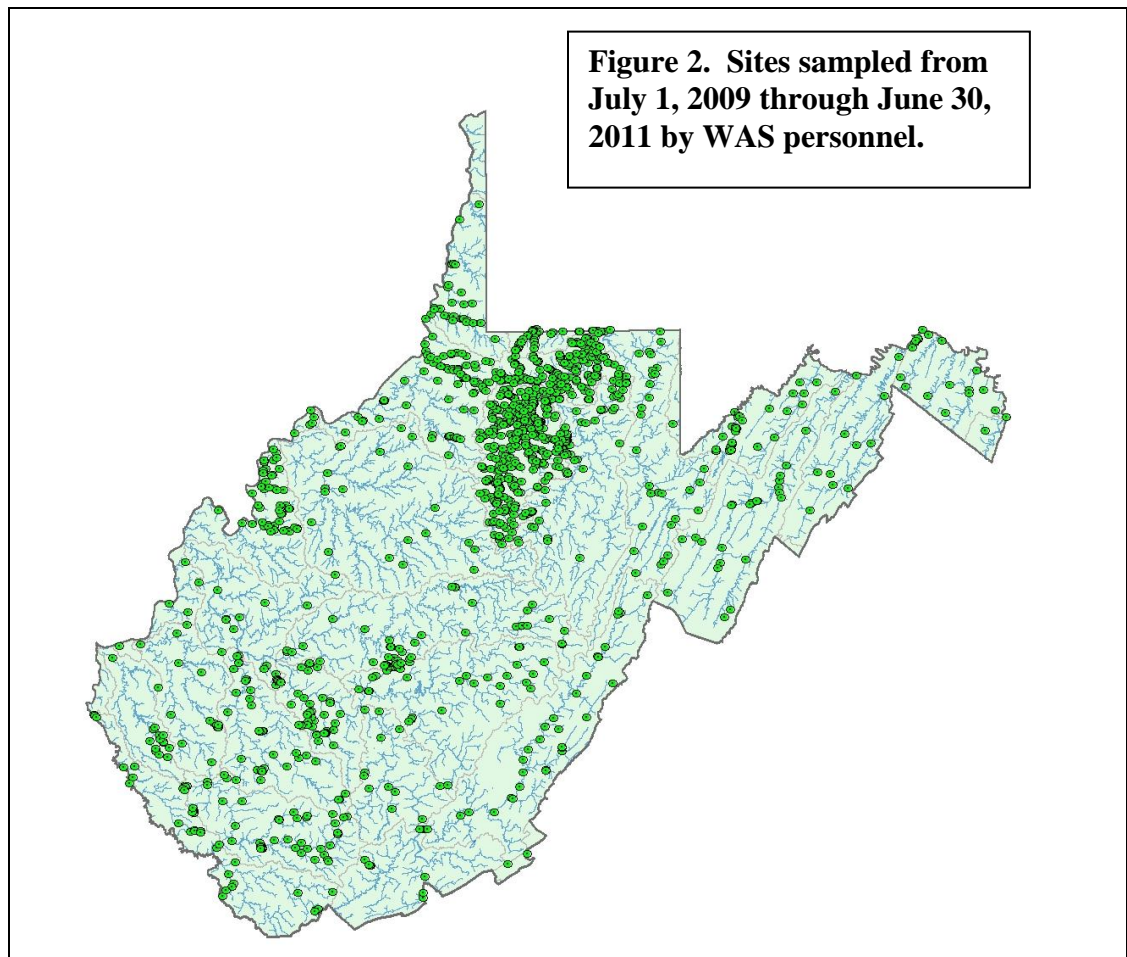 Figure 2. Sites sampled from
July 1, 2009 through June 30,
2011 by WAS personnel.